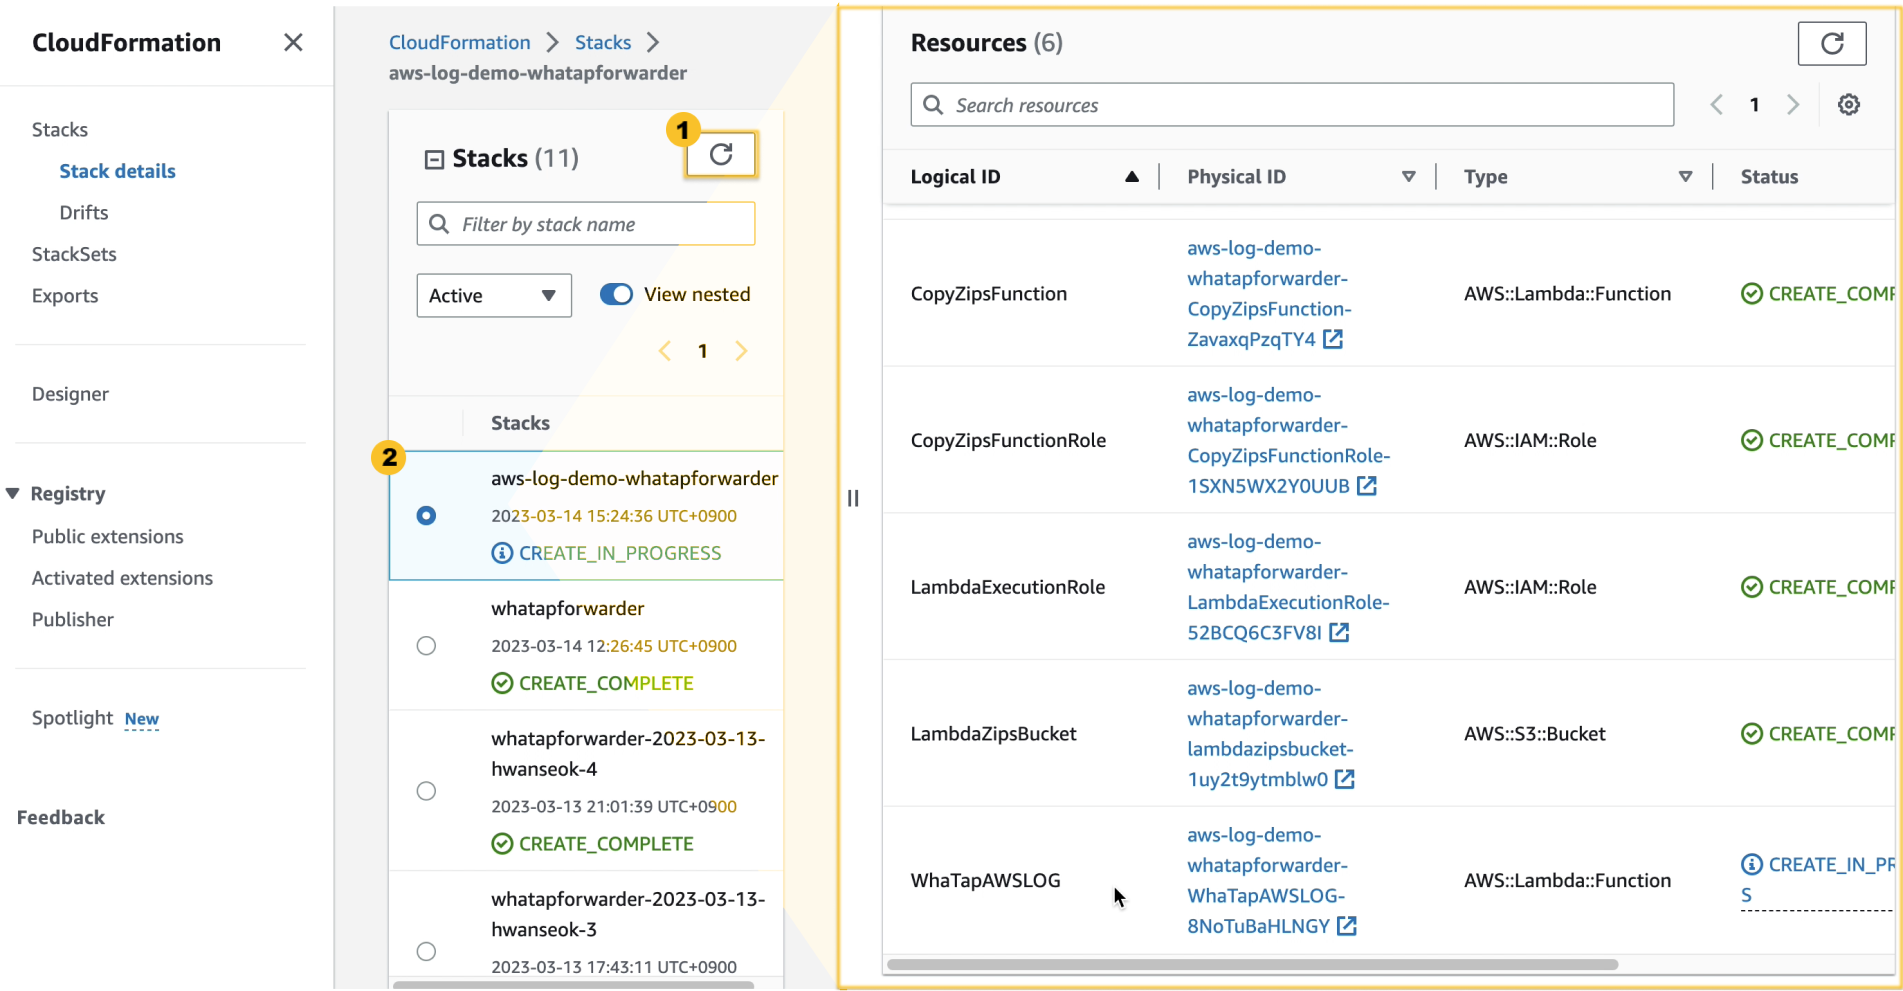 CloudFormation
Stacks
Stack details
Drifts
StackSets
Exports
Designer
Registry
Public extensions
Activated extensions
Publisher
Spotlight New
Feedback
CloudFormation > Stacks >
aws-log-demo-whatapforwarder
1
Stacks (11)
Filter by stack name
Active
View nested
1
Stacks
2
aws-log-demo-whatapforwarder
2023-03-14 15:24:36 UTC+0900
CREATE_IN_PROGRESS
whatapforwarder
2023-03-14 12:26:45 UTC+0900
CREATE_COMPLETE
whatapforwarder-2023-03-13-
hwanseok-4
2023-03-13 21:01:39 UTC+0900
CREATE_COMPLETE
whatapforwarder-2023-03-13-
hwanseok-3
2023-03-13 17:43:11 UTC+0900
Resources (6)
Search resources
1
Logical ID Physical ID Type Status
aws-log-demo-
whatapforwarder-
CopyZipsFunction CopyZipsFunction- AWS::Lambda::Function CREATE_COMP
ZavaxqPzqTY4
aws-log-demo-
whatapforwarder-
CopyZipsFunctionRole CopyZipsFunctionRole- AWS::IAM::Role CREATE_COMP
1SXN5WX2Y0UUB
aws-log-demo-
whatapforwarder-
LambdaExecutionRole LambdaExecutionRole- AWS::IAM::Role CREATE_COMP
52BCQ6C3FV8I
aws-log-demo-
whatapforwarder-
LambdaZipsBucket lambdazipsbucket- AWS::S3::Bucket CREATE_COMP
1uy2t9ytmblw0
aws-log-demo-
whatapforwarder- CREATE_IN_PR
WhaTapAWSLOG WhaTapAWSLOG- AWS::Lambda::Function S
8NoTuBaHLNGY